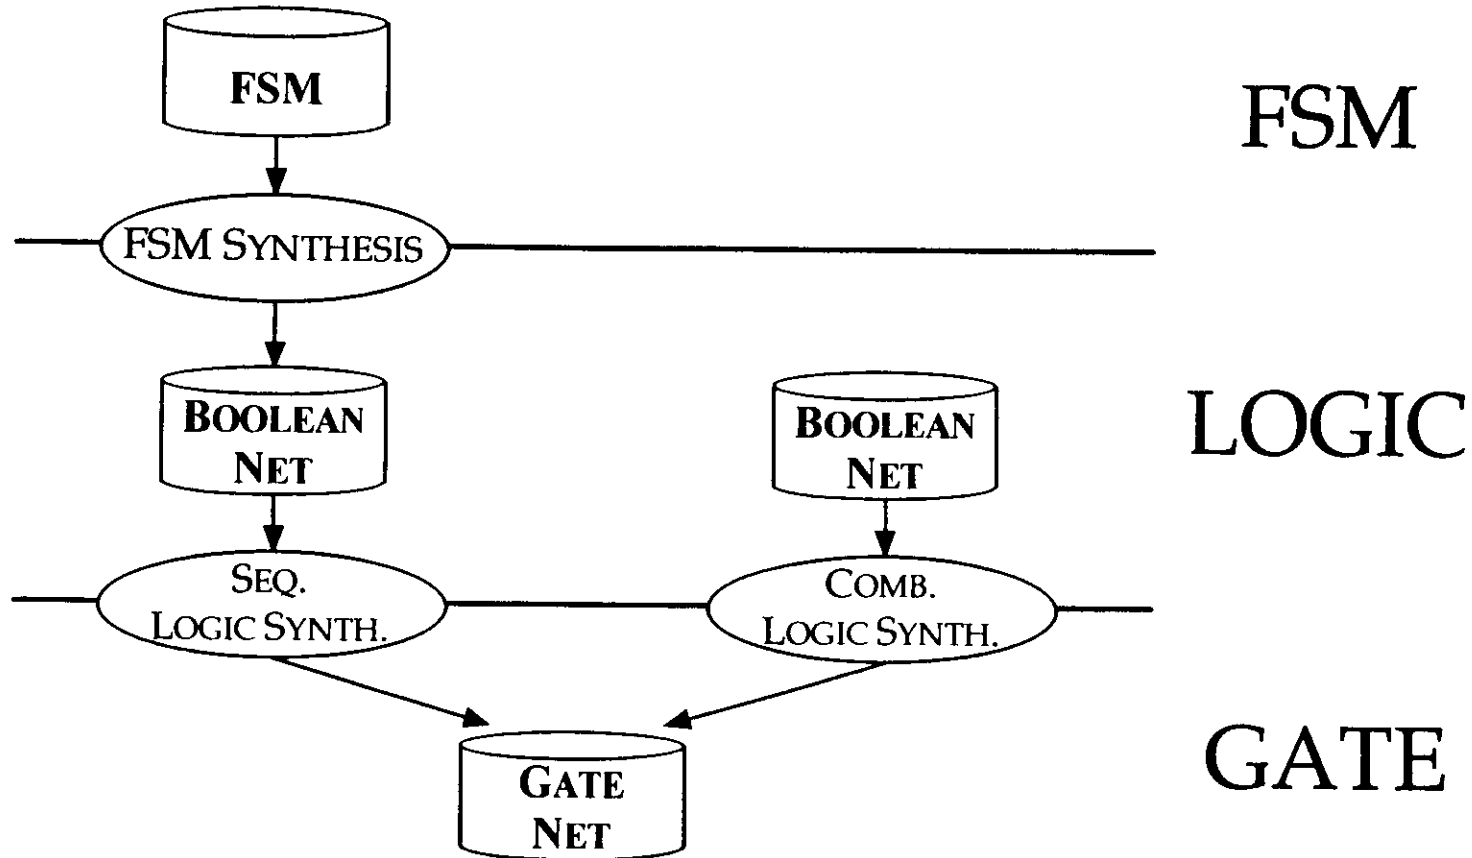 FSM
FSM
FSM SYNTHESIS
BOOLEAN
NET
BOOLEAN
NET
LOGIC
SEQ.
LOGIC SYNTH.
COMB.
LOGIC SYNTH.
GATE
NET
GATE